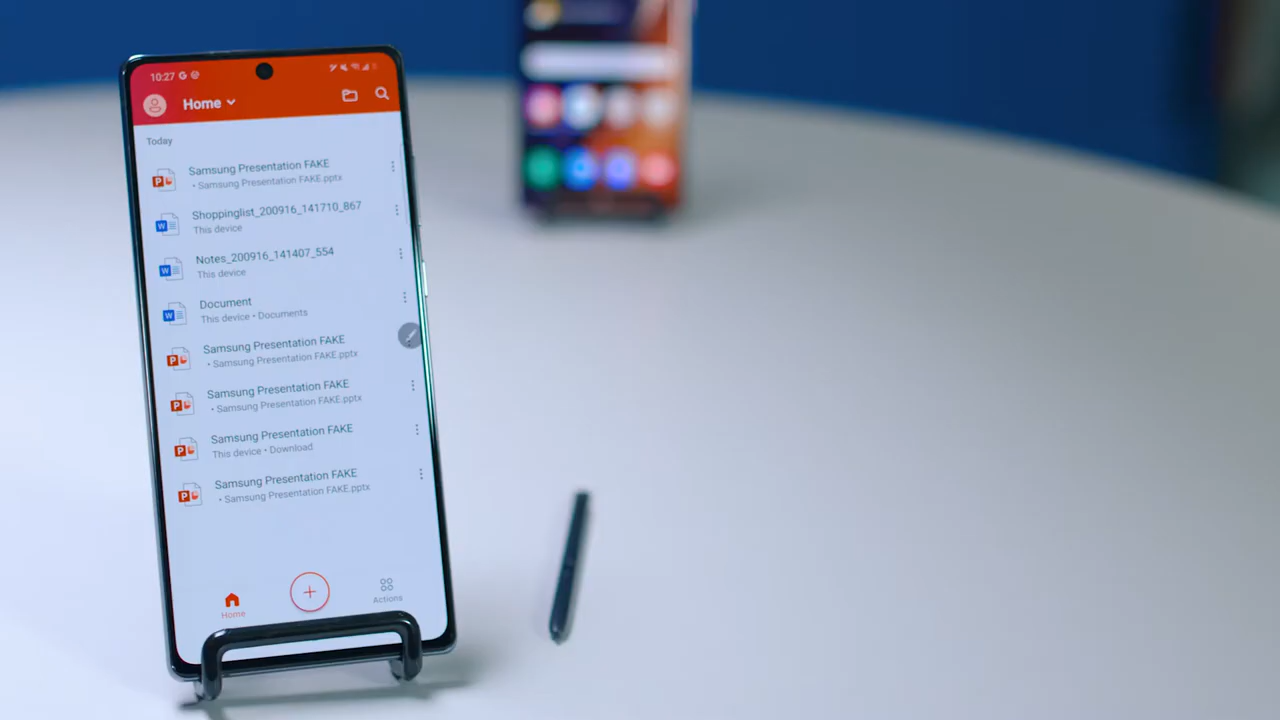 10:27
Home
Today
Samsung Presentation FAKE
• Samsung Presentation FAKE.pptx
Shoppinglist_200916_141710_867
This device
Notes_200916_141407_554
This device
Document
This device • Documents
Samsung Presentation FAKE
• Samsung Presentation FAKE.pptx
Samsung Presentation FAKE
• Samsung Presentation FAKE.pptx
Samsung Presentation FAKE
This device • Download
Samsung Presentation FAKE
• Samsung Presentation FAKE.pptx
Home
Actions